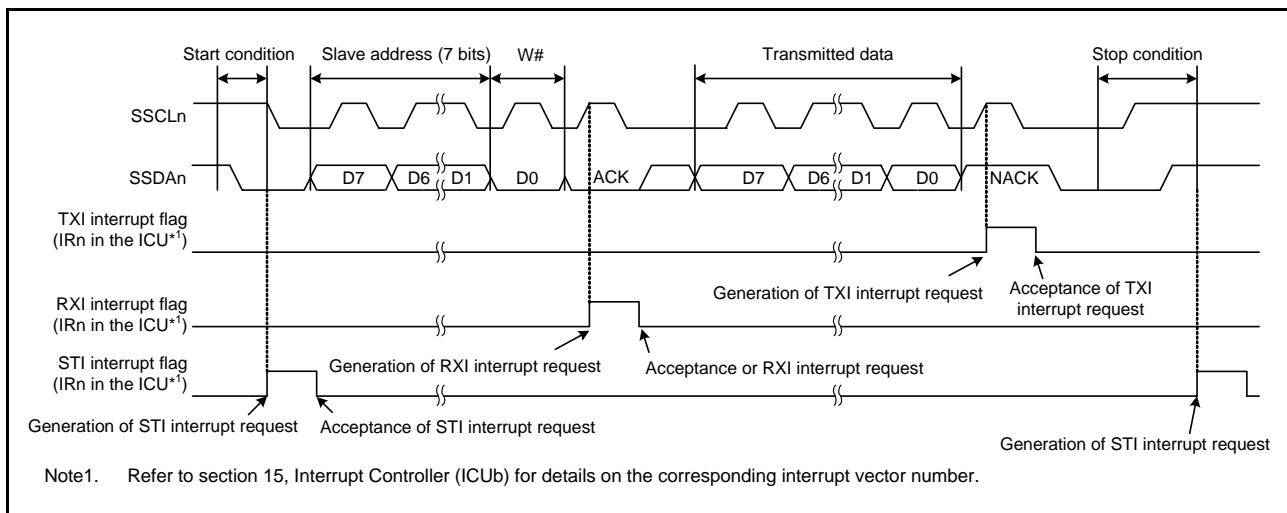 Start condition Slave address (7 bits) W# Transmitted data Stop condition
SSCLn
SSDAn D7 D6 D1 D0 ACK D7 D6 D1 D0 NACK
TXI interrupt flag
(IRn in the ICU*1)
Generation of TXI interrupt request
Acceptance of TXI
interrupt request
RXI interrupt flag
(IRn in the ICU*1)
Generation of RXI interrupt request
Acceptance or RXI interrupt request
STI interrupt flag
(IRn in the ICU*1)
Generation of STI interrupt request
Acceptance of STI interrupt request
Generation of STI interrupt request
Note1. Refer to section 15, Interrupt Controller (ICUb) for details on the corresponding interrupt vector number.